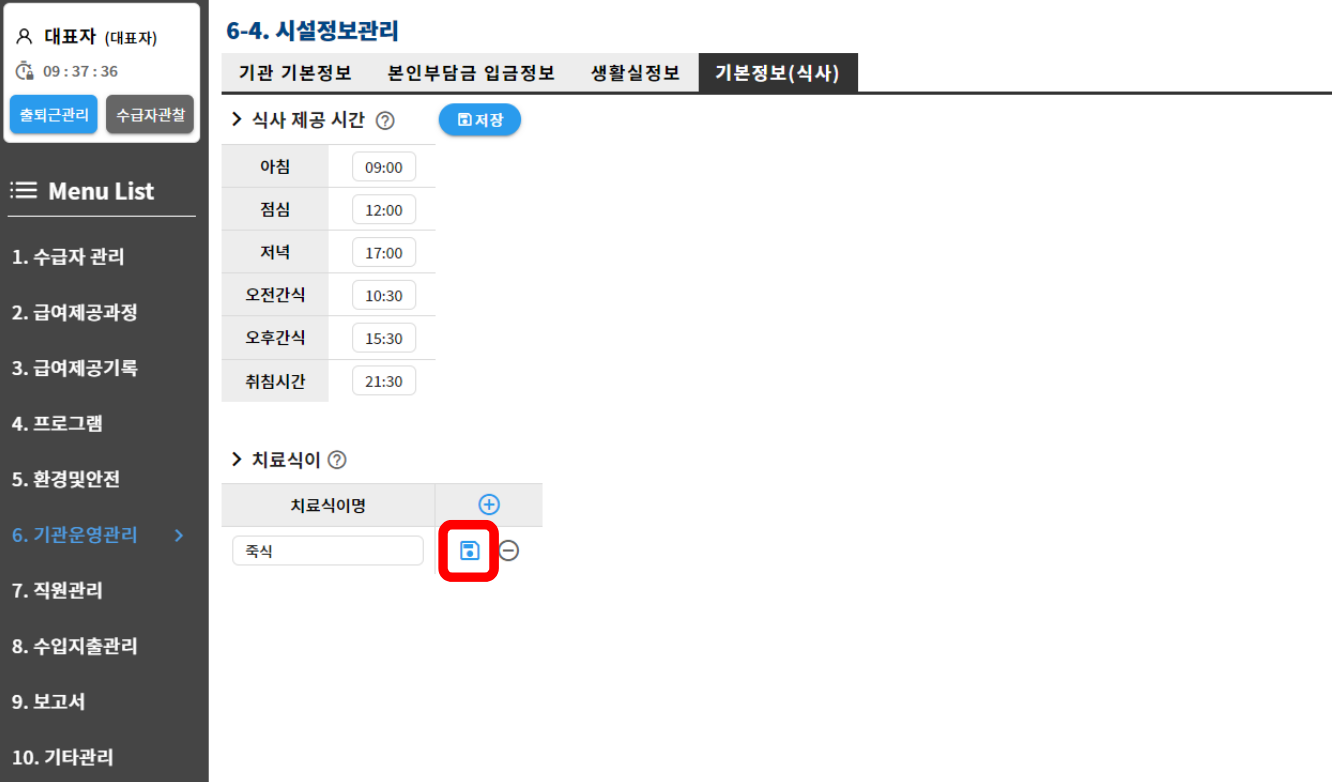 대표자 (대표자)
09:37:36
출퇴근관리 수급자관찰
Menu List
1. 수급자 관리
2. 급여제공과정
3. 급여제공기록
4. 프로그램
5. 환경및안전
6. 기관운영관리
7. 직원관리
8. 수입지출관리
9. 보고서
10. 기타관리
6-4. 시설정보관리
기관 기본정보 본인부담금 입금정보 생활실정보 기본정보(식사)
식사 제공 시간 저장
아침 09:00
점심 12:00
저녁 17:00
오전간식 10:30
오후간식 15:30
취침시간 21:30
치료식이
치료식이명
죽식